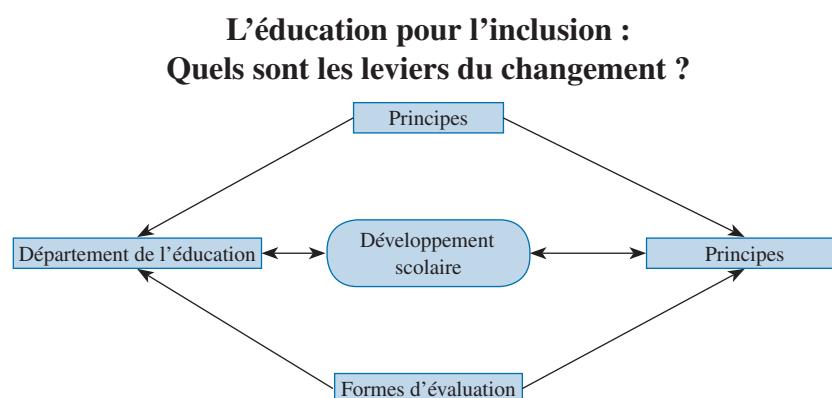 L’éducation pour l’inclusion :
Quels sont les leviers du changement ?
Principes
Département de l’éducation
Développement
scolaire
Principes
Formes d’évaluation